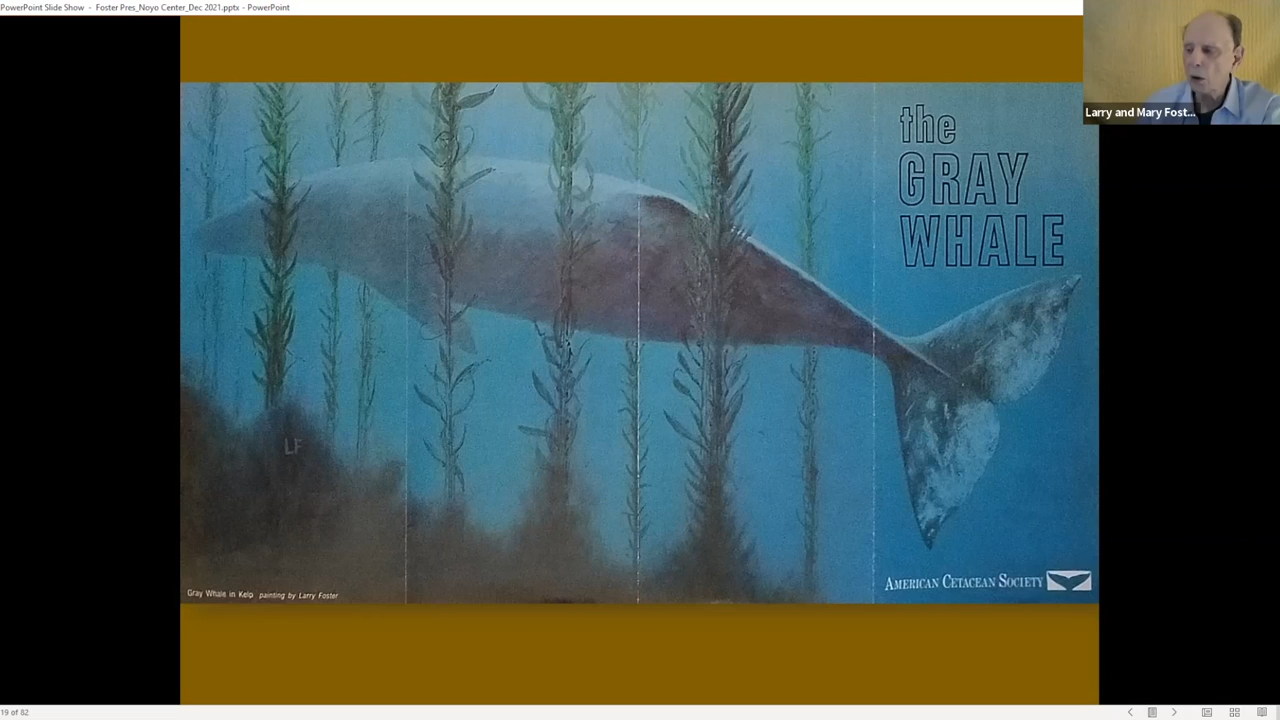 PowerPoint Slide Show - Foster Pres_Noyo Center_Dec 2021.pptx - PowerPoint
Larry and Mary Fost...
the
GRAY
WHALE
LF
AMERICAN CETACEAN SOCIETY
Gray Whale in Kelp painting by Larry Foster
19 of 82